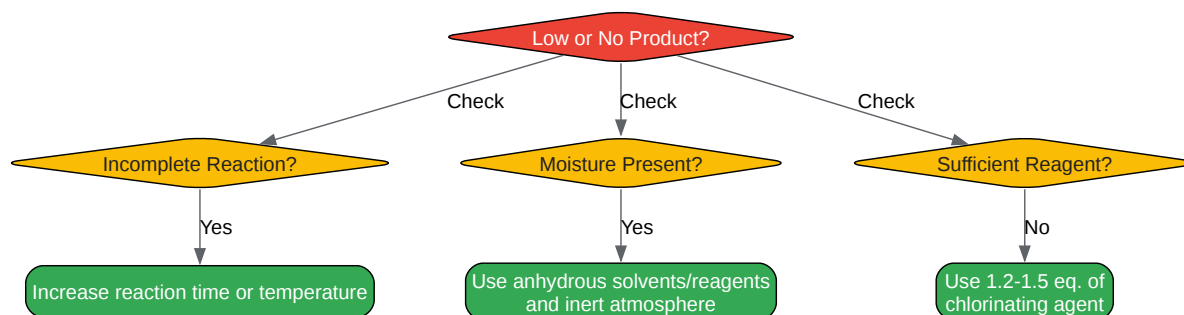 Low or No Product?
Check
Check
Check
Incomplete Reaction?
Moisture Present?
Sufficient Reagent?
Yes
Yes
No
Increase reaction time or temperature
Use anhydrous solvents/reagents
and inert atmosphere
Use 1.2-1.5 eq. of
chlorinating agent